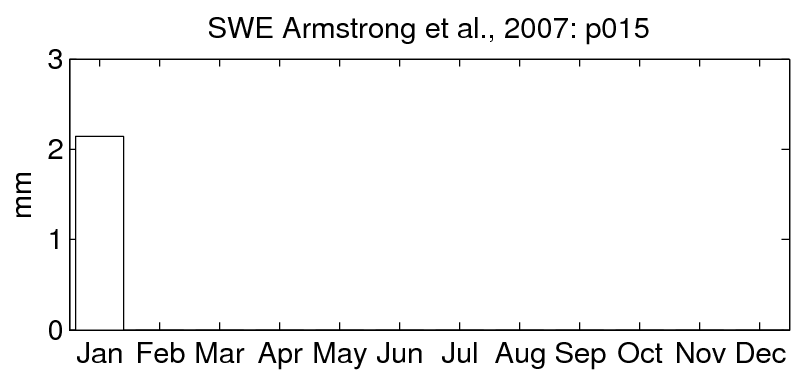 SWE Armstrong et al., 2007: p015
3
2
1
0
mm
Jan Feb Mar Apr May Jun Jul Aug Sep Oct Nov Dec